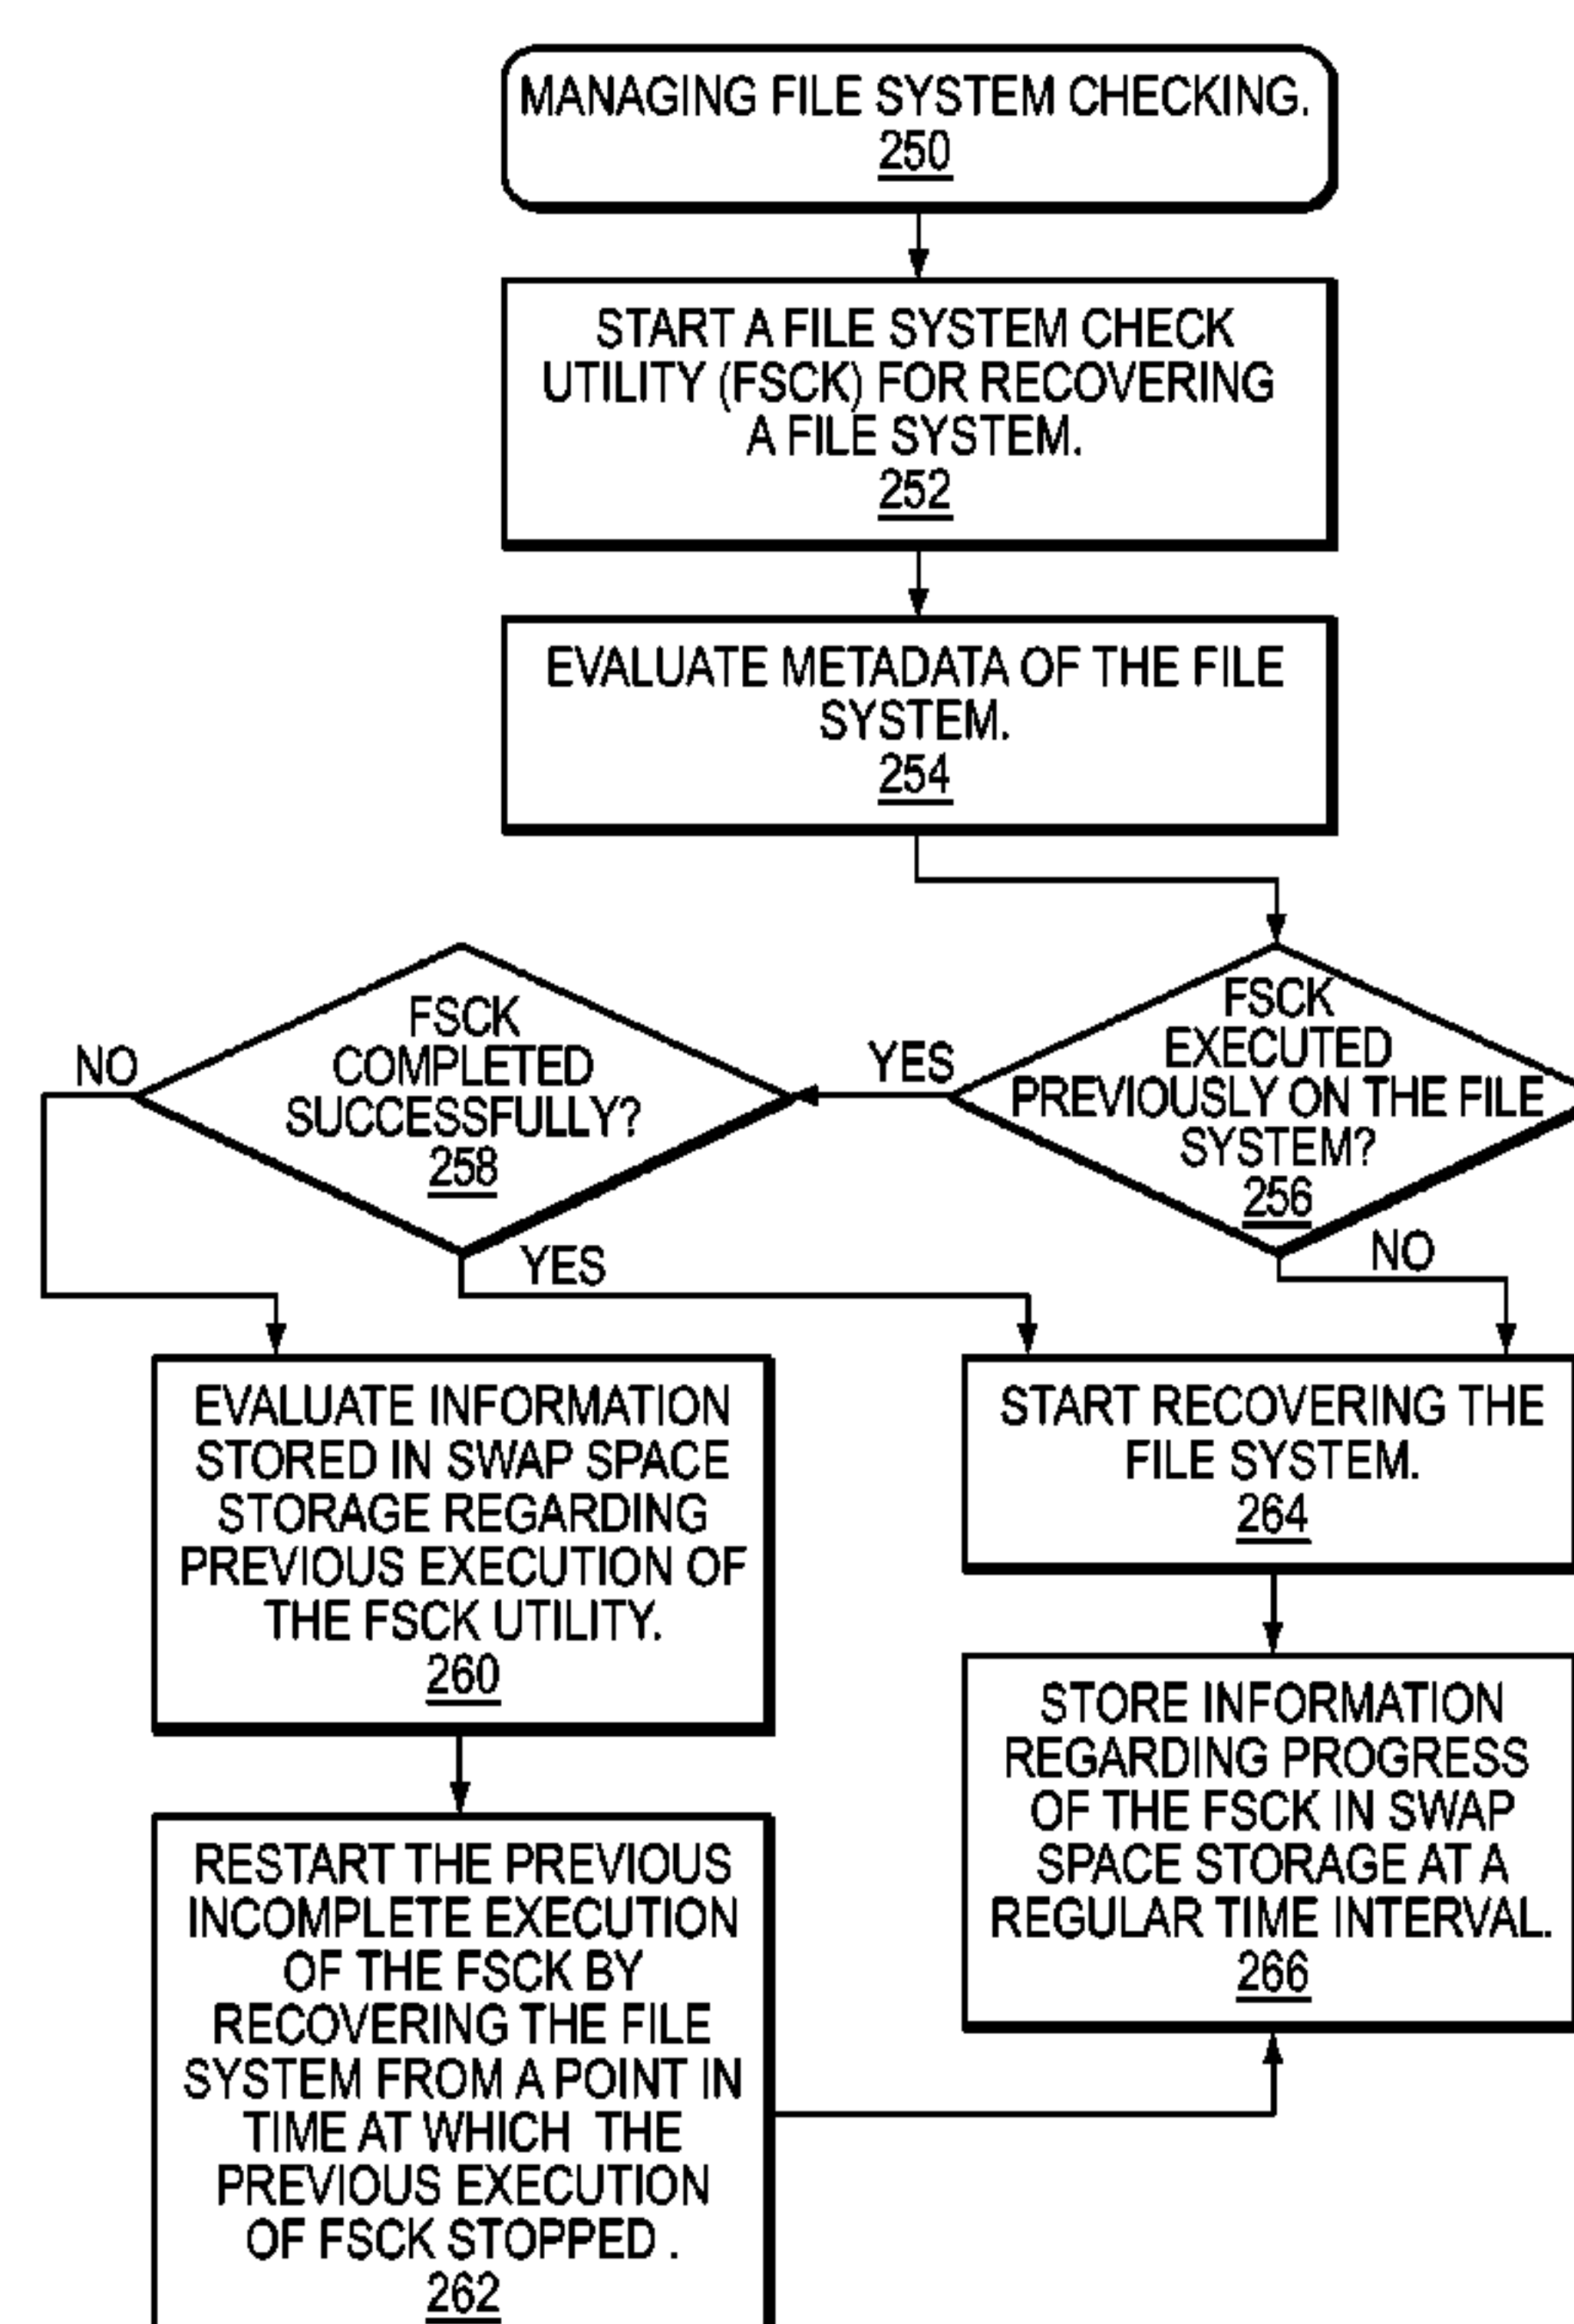 MANAGING FILE SYSTEM CHECKING.
250
START A FILE SYSTEM CHECK
UTILITY (FSCK) FOR RECOVERING
A FILE SYSTEM.
252
EVALUATE METADATA OF THE FILE
SYSTEM.
254
FSCK
EXECUTED
PREVIOUSLY ON THE FILE
SYSTEM?
256
YES
NO
FSCK
COMPLETED
SUCCESSFULLY?
258
NO
YES
EVALUATE INFORMATION
STORED IN SWAP SPACE
STORAGE REGARDING
PREVIOUS EXECUTION OF
THE FSCK UTILITY.
260
RESTART THE PREVIOUS
INCOMPLETE EXECUTION
OF THE FSCK BY
RECOVERING THE FILE
SYSTEM FROM A POINT IN
TIME AT WHICH THE
PREVIOUS EXECUTION
OF FSCK STOPPED .
262
START RECOVERING THE
FILE SYSTEM.
264
STORE INFORMATION
REGARDING PROGRESS
OF THE FSCK IN SWAP
SPACE STORAGE AT A
REGULAR TIME INTERVAL.
266